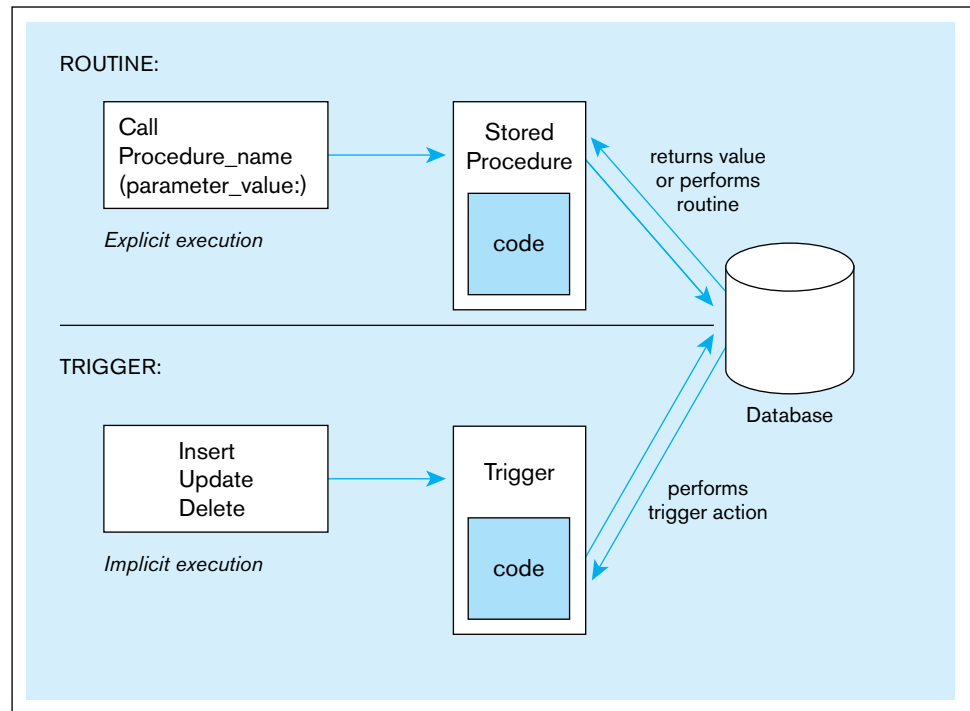 ROUTINE:
Call
Procedure_name
(parameter_value:)
Explicit execution
Stored
Procedure
code
returns value
or performs
routine
Database
TRIGGER:
Insert
Update
Delete
Implicit execution
Trigger
code
performs
trigger action